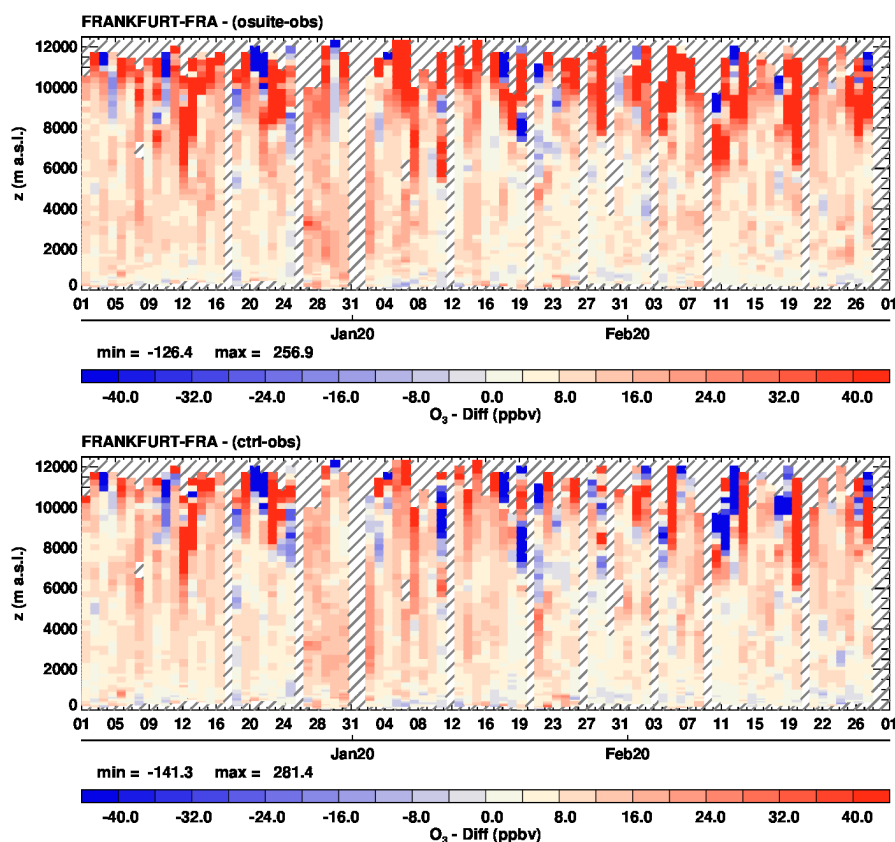 FRANKFURT-FRA - (osuite-obs)
12000
10000
8000
6000
4000
2000
0
z (m a.s.l.)
01 05 09 12 16 20 24 28 31 04 08 12 16 19 23 27 31 03 07 11 15 19 22 26 01
Jan20 Feb20
min = -126.4 max = 256.9
-40.0 -32.0 -24.0 -16.0 -8.0 0.0 8.0 16.0 24.0 32.0 40.0
O₃ - Diff (ppbv)
FRANKFURT-FRA - (ctrl-obs)
12000
10000
8000
6000
4000
2000
0
z (m a.s.l.)
01 05 09 12 16 20 24 28 31 04 08 12 16 19 23 27 31 03 07 11 15 19 22 26 01
Jan20 Feb20
min = -141.3 max = 281.4
-40.0 -32.0 -24.0 -16.0 -8.0 0.0 8.0 16.0 24.0 32.0 40.0
O₃ - Diff (ppbv)